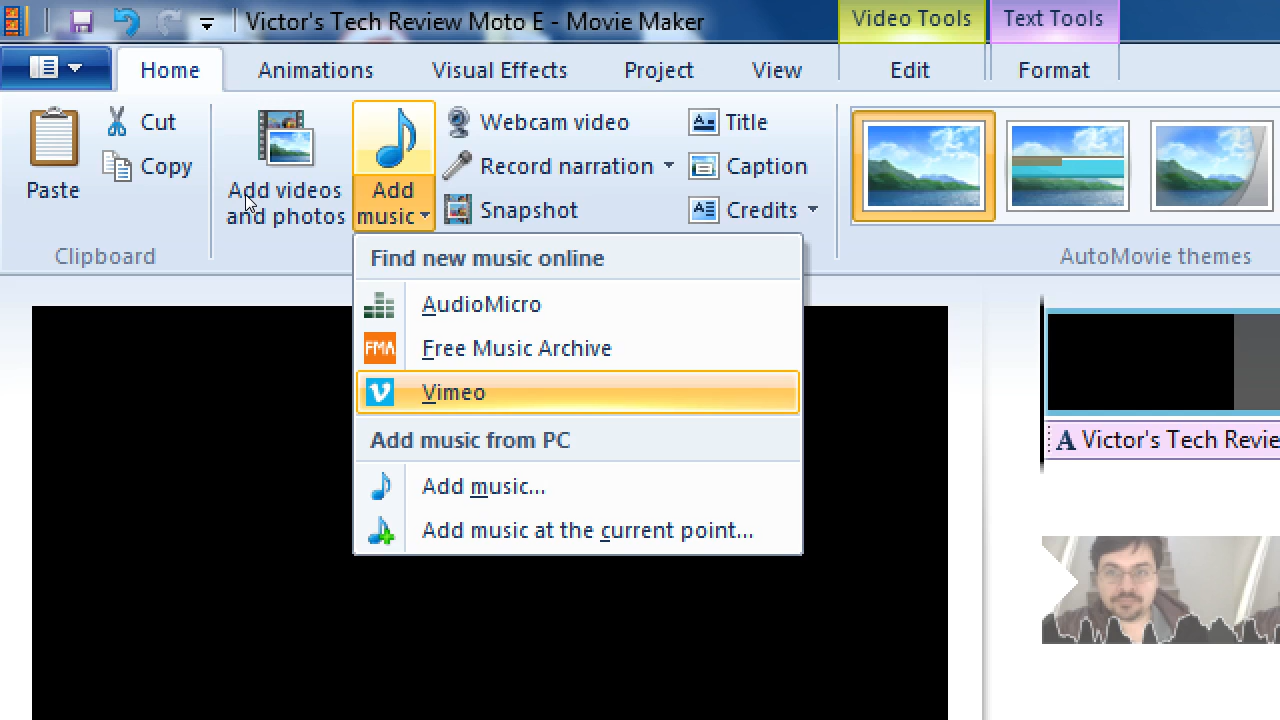 Victor's Tech Review Moto E - Movie Maker
Video Tools
Text Tools
Home
Animations
Visual Effects
Project
View
Edit
Format
Paste
Cut
Copy
Clipboard
Add videos
and photos
Add
music
Webcam video
Record narration
Snapshot
Title
Caption
Credits
AutoMovie themes
Find new music online
AudioMicro
FMA Free Music Archive
Vimeo
Add music from PC
Add music...
Add music at the current point...
A Victor's Tech Revie